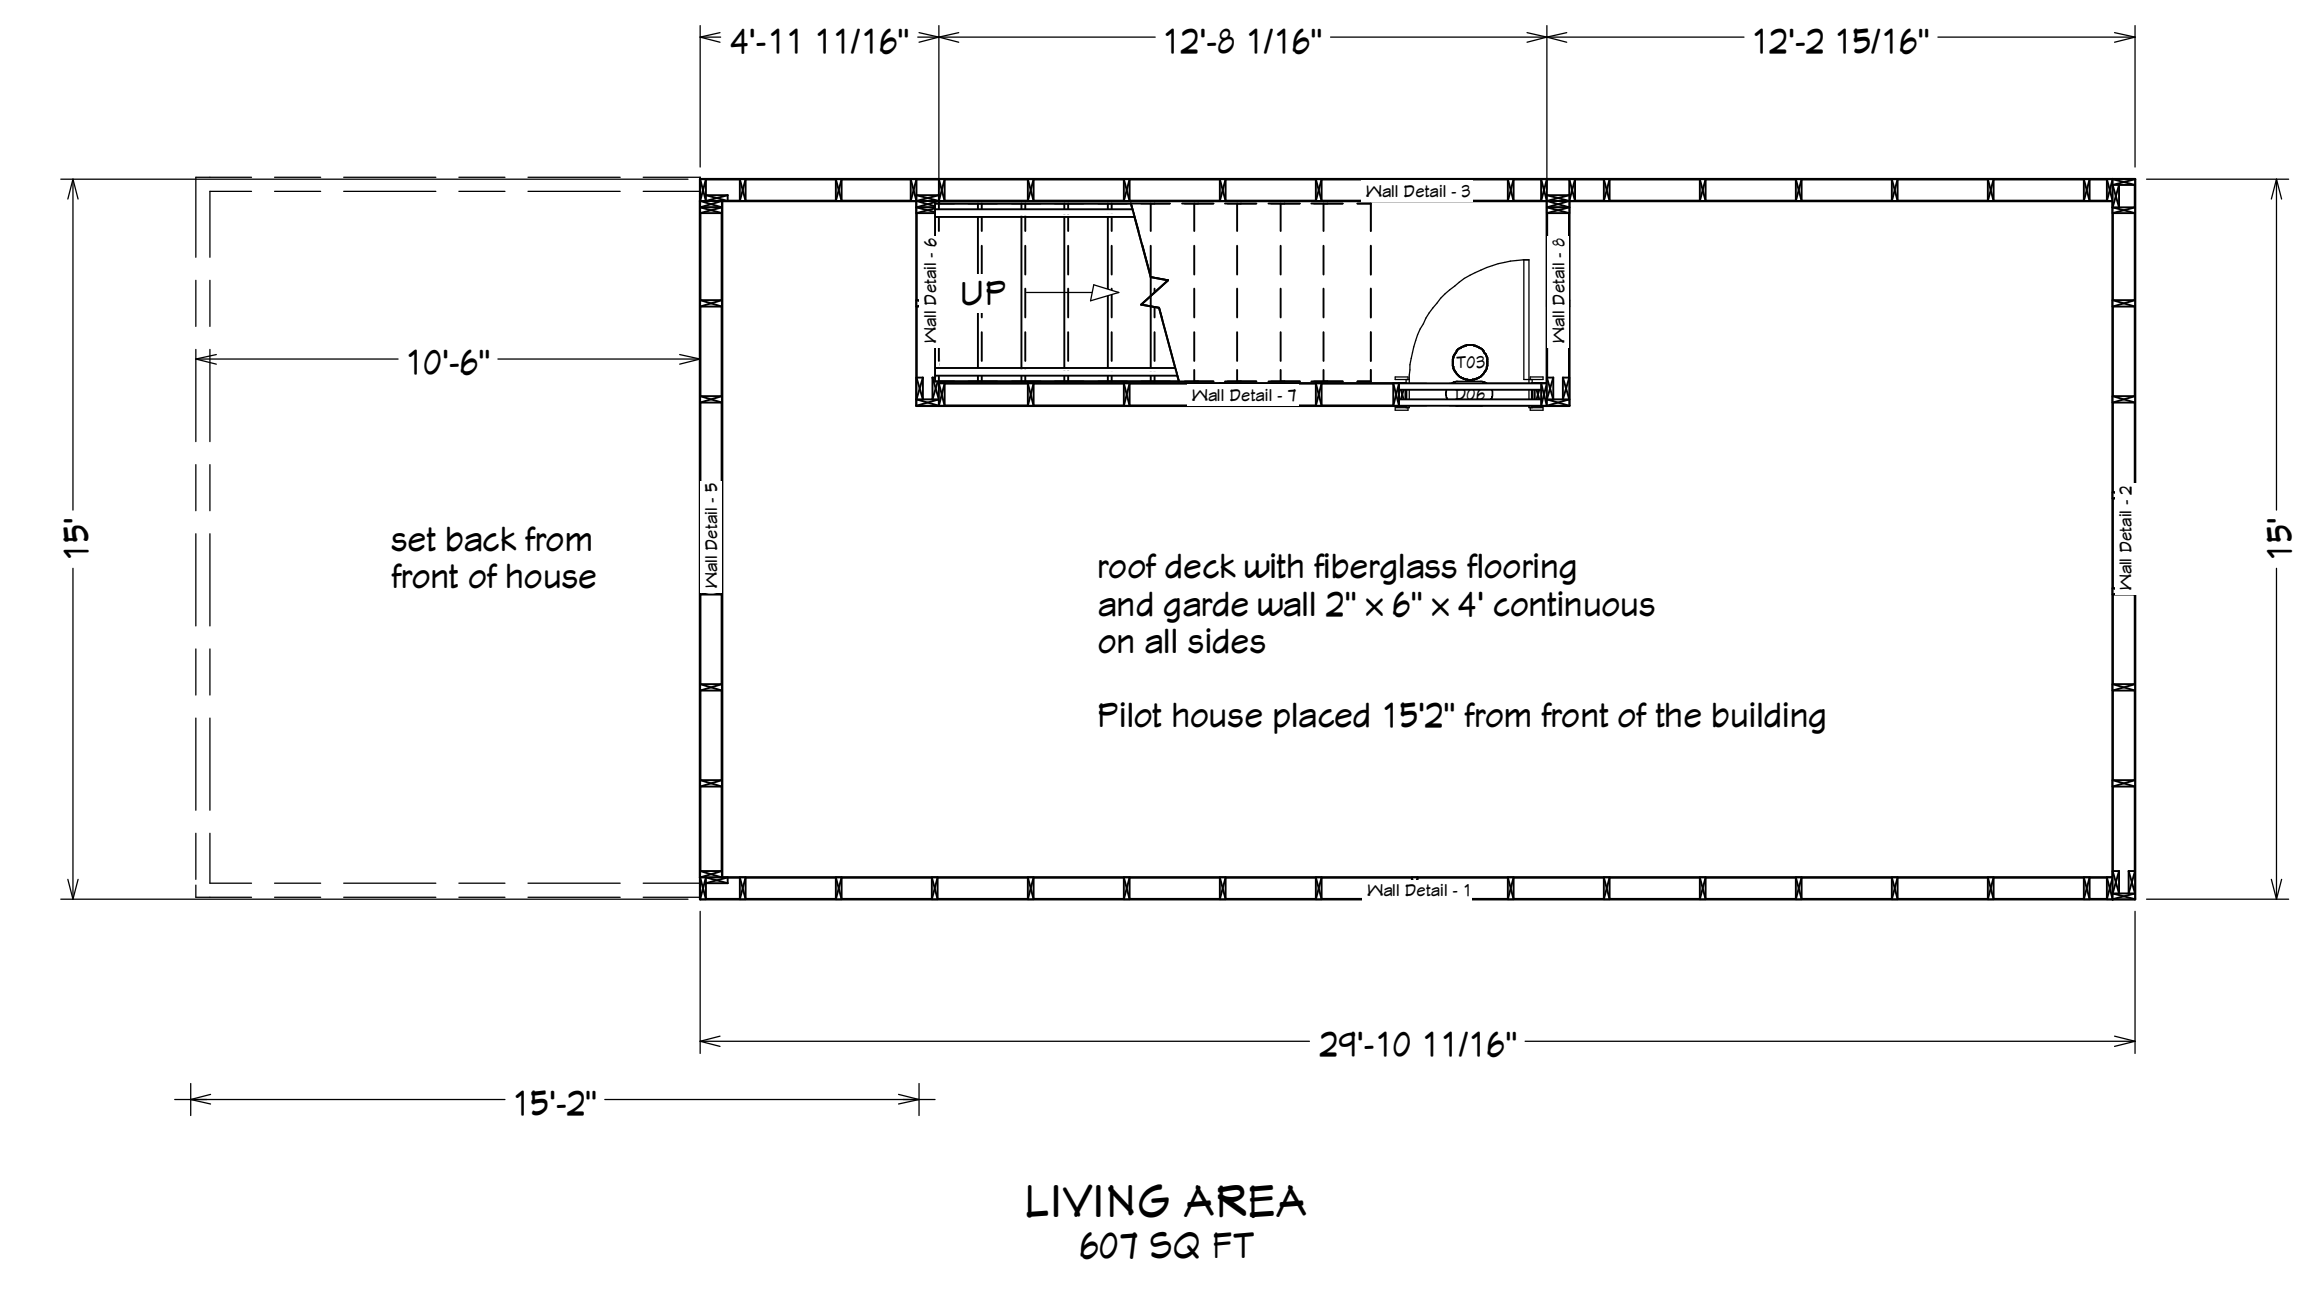 4'-11 11/16"
12'-8 1/16"
12'-2 15/16"
Wall Detail - 3
Wall Detail - 6
UP
Wall Detail - 8
T03
D06
Wall Detail - 7
10'-6"
15'
set back from
front of house
Wall Detail - 5
roof deck with fiberglass flooring
and garde wall 2" x 6" x 4' continuous
on all sides
Pilot house placed 15'2" from front of the building
Wall Detail - 2
15'
Wall Detail - 1
29'-10 11/16"
15'-2"
LIVING AREA
607 SQ FT